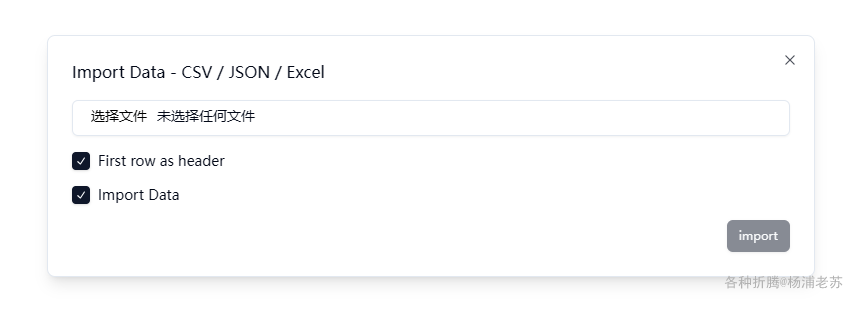 Import Data - CSV / JSON / Excel
选择文件 未选择任何文件
First row as header
Import Data
import
各种折腾@杨浦老苏